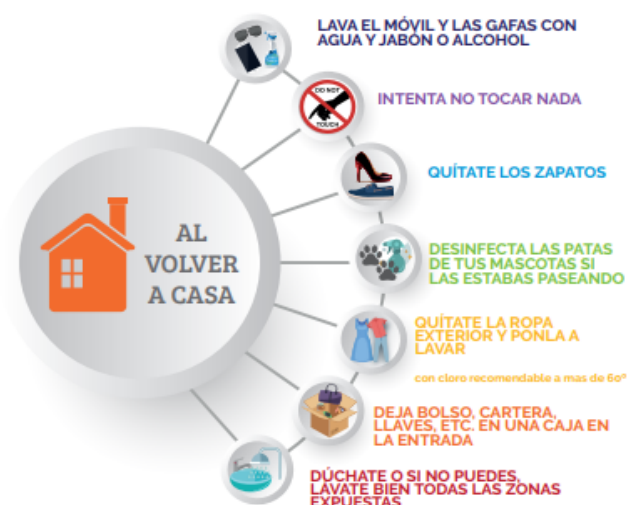 LAVA EL MÓVIL Y LAS GAFAS CON
AGUA Y JABÓN O ALCOHOL
DO NOT
TOUCH
INTENTA NO TOCAR NADA
QUÍTATE LOS ZAPATOS
AL
VOLVER
A CASA
DESINFECTA LAS PATAS
DE TUS MASCOTAS SI
LAS ESTABAS PASEANDO
QUÍTATE LA ROPA
EXTERIOR Y PONLA A
LAVAR
con cloro recomendable a mas de 60º
DEJA BOLSO, CARTERA,
LLAVES, ETC. EN UNA CAJA EN
LA ENTRADA
DÚCHATE O SI NO PUEDES,
LÁVATE BIEN TODAS LAS ZONAS
EXPUESTAS